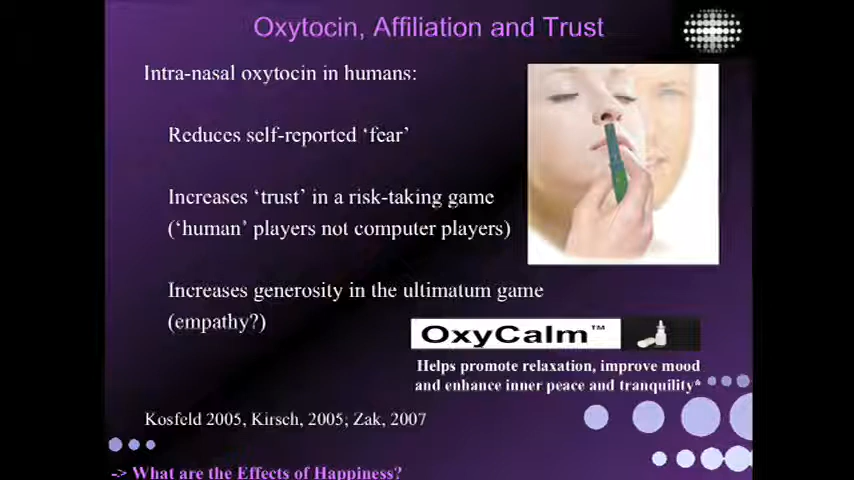 Oxytocin, Affiliation and Trust
Intra-nasal oxytocin in humans:
Reduces self-reported ‘fear’
Increases ‘trust’ in a risk-taking game
(‘human’ players not computer players)
Increases generosity in the ultimatum game
(empathy?)
OxyCalm™
Helps promote relaxation, improve mood
and enhance inner peace and tranquility*
Kosfeld 2005, Kirsch, 2005; Zak, 2007
-> What are the Effects of Happiness?